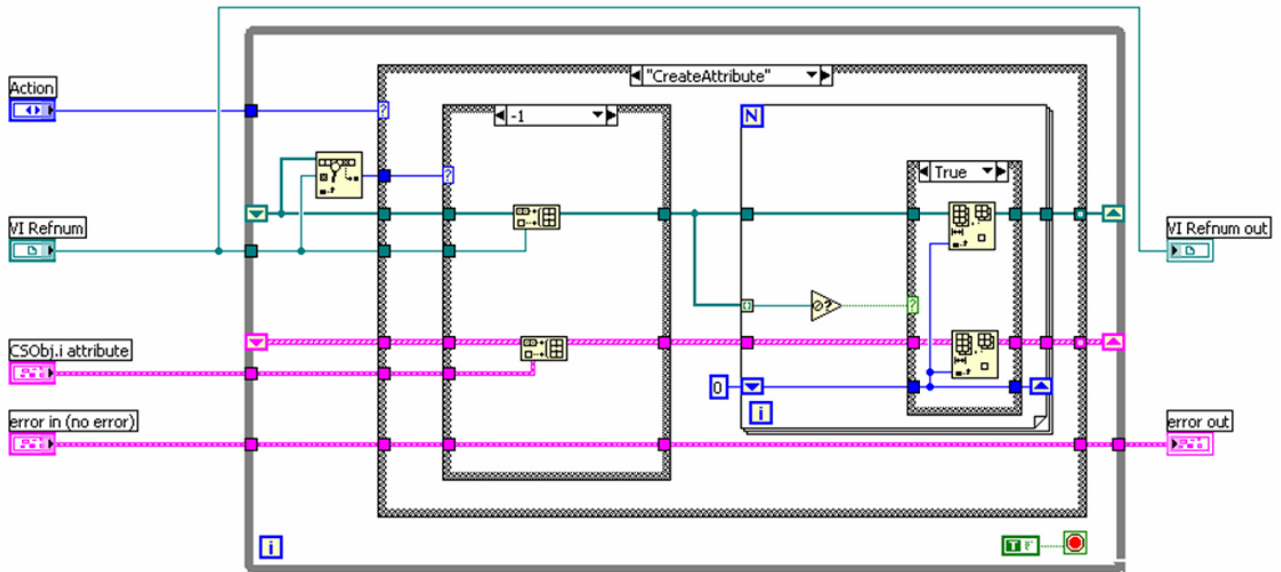 "CreateAttribute"
Action
-1
N
True
VI Refnum
VI Refnum out
CSObj.i attribute
0
i
error in (no error)
error out
i
T F